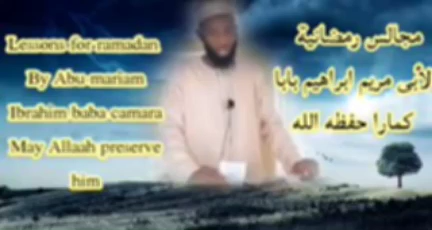 Lessons for ramadan
By Abu mariam
Ibrahim baba camara
May Allaah preserve
him
مجالس رمضانية
لأبي مريم ابراهيم بابا
كمارا حفظه الله